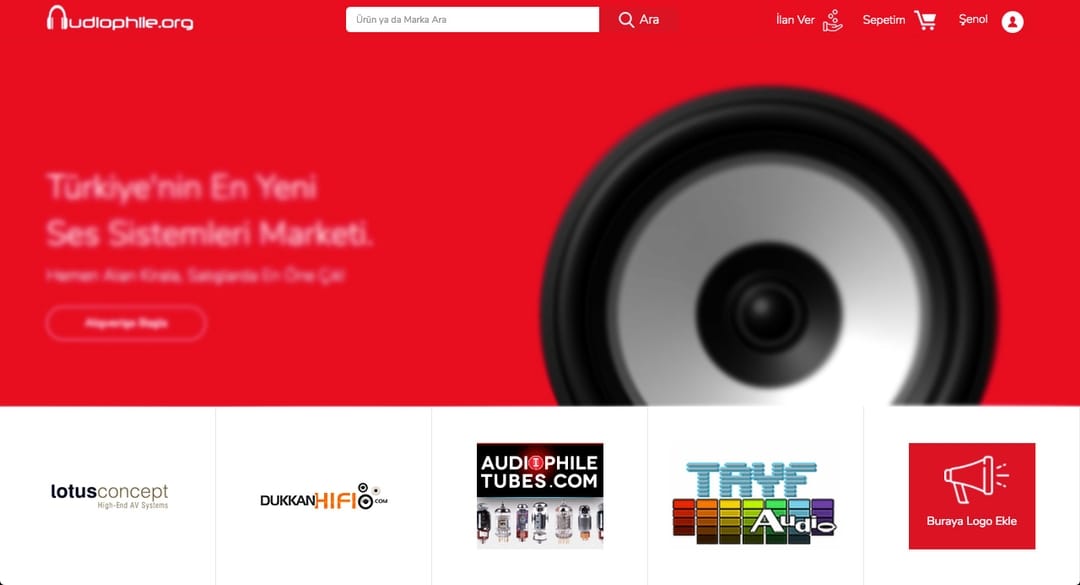 Audiophile.org
Ürün ya da Marka Ara
Ara
İlan Ver
Sepetim
Şenol
Türkiye'nin En Yeni
Ses Sistemleri Marketi.
Hemen Alan Kirala, Satışlarda En Öne Çık!
Alışverişe Başla
lotusconcept
High-End AV Systems
DUKKANHIFI.COM
AUDIOPHILE
TUBES.COM
TAYF
Audio
Buraya Logo Ekle